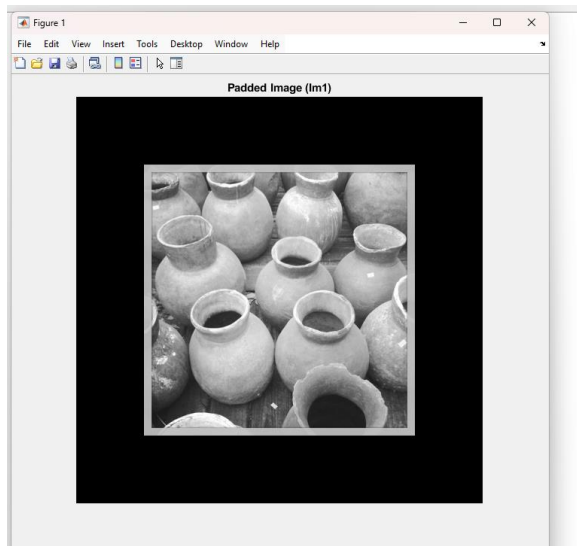 Figure 1
File Edit View Insert Tools Desktop Window Help
Padded Image (Im1)